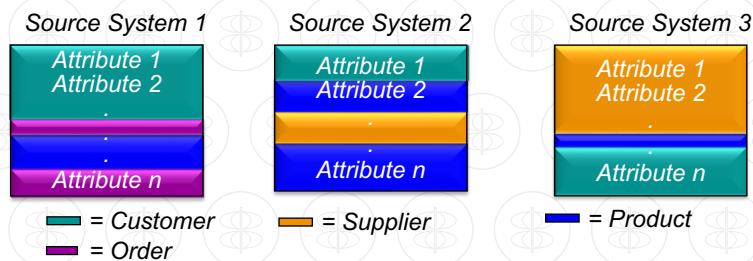 Source System 1
Source System 2
Source System 3
Attribute 1
Attribute 2
.
.
.
Attribute n
Attribute 1
Attribute 2
.
.
Attribute n
Attribute 1
Attribute 2
.
.
Attribute n
= Customer
= Supplier
= Product
= Order